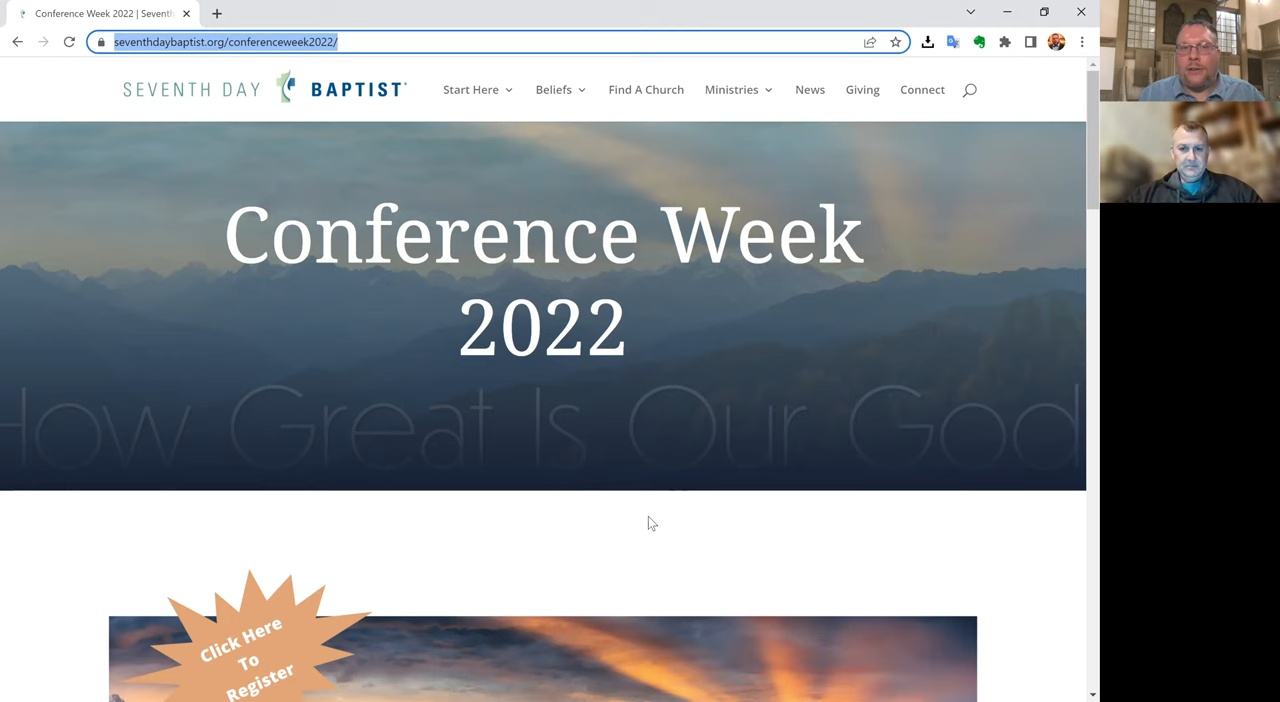 Conference Week 2022 | Seventh
seventhdaybaptist.org/conferenceweek2022/
SEVENTH DAY BAPTIST
Start Here
Beliefs
Find A Church
Ministries
News
Giving
Connect
Conference Week
2022
How Great Is Our God
Click Here
To
Register